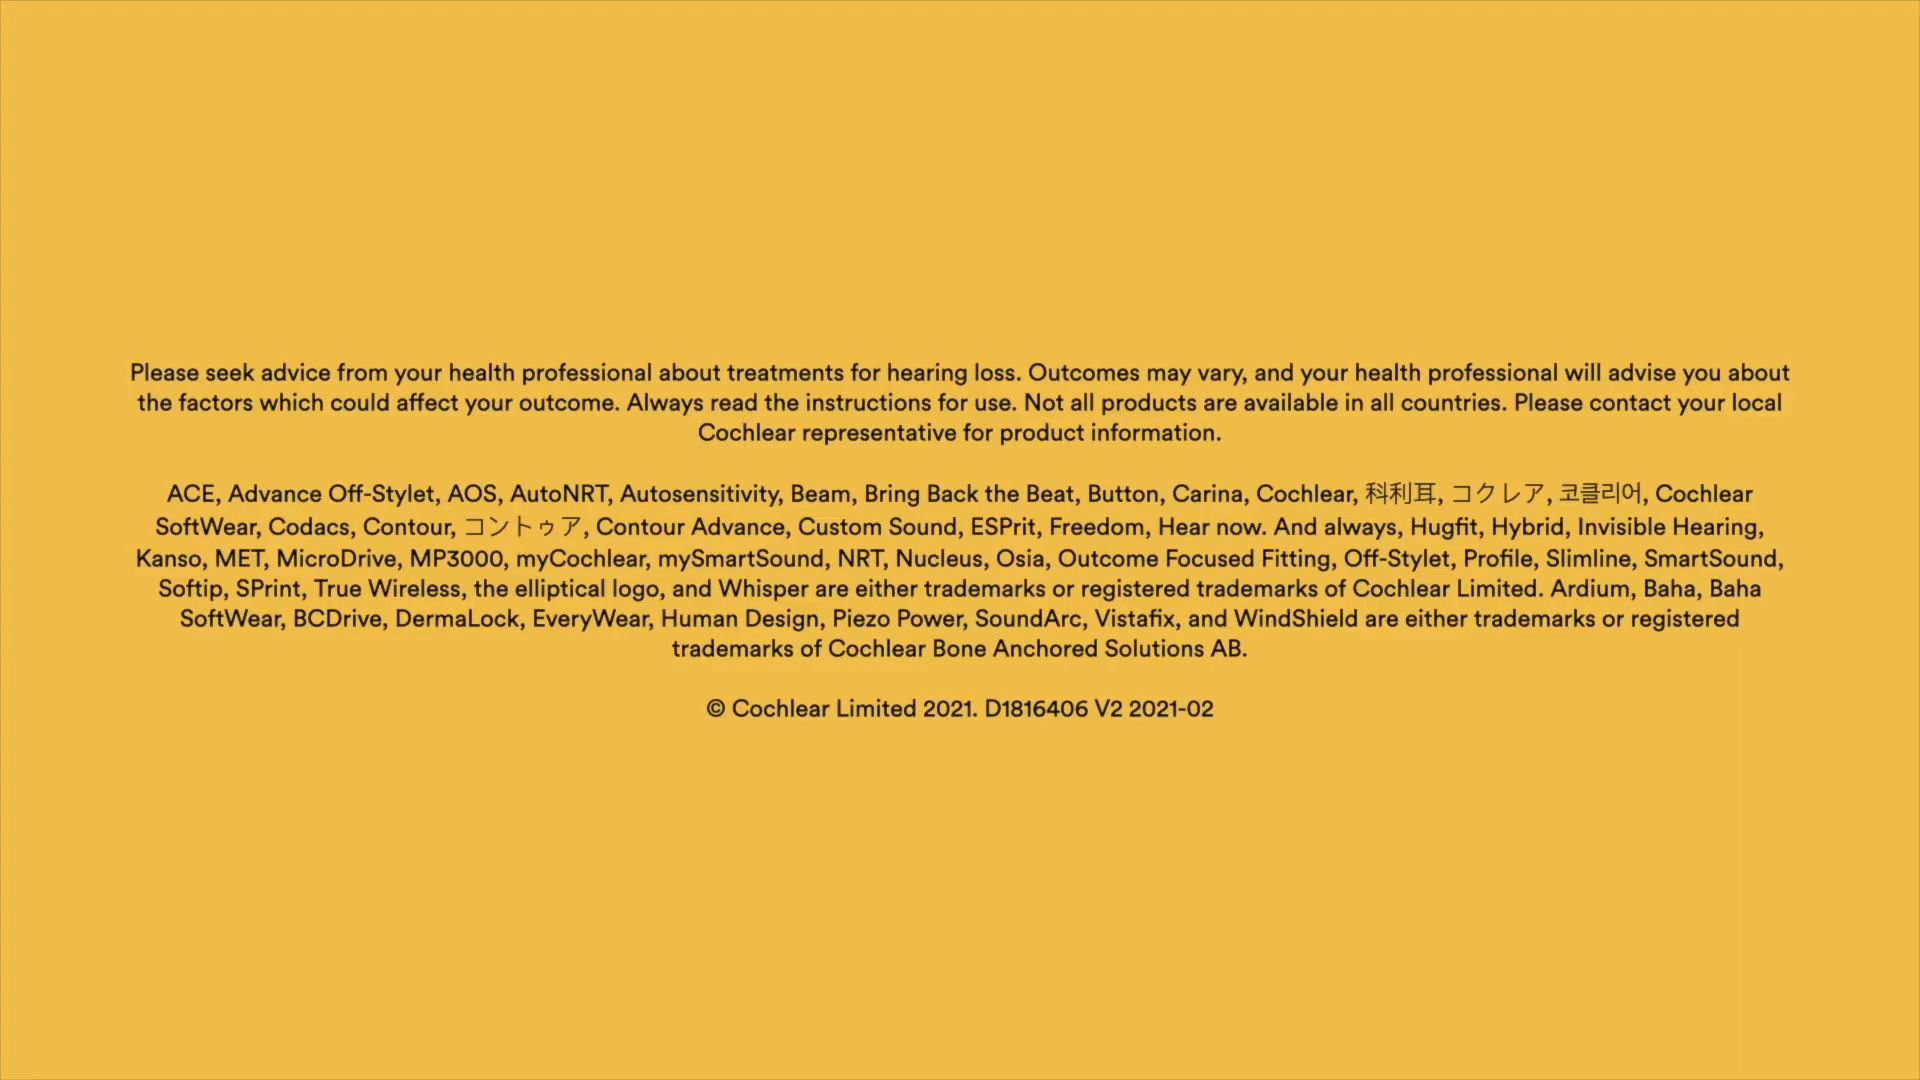 Please seek advice from your health professional about treatments for hearing loss. Outcomes may vary, and your health professional will advise you about
the factors which could affect your outcome. Always read the instructions for use. Not all products are available in all countries. Please contact your local
Cochlear representative for product information.
ACE, Advance Off-Stylet, AOS, AutoNRT, Autosensitivity, Beam, Bring Back the Beat, Button, Carina, Cochlear, 科利耳, コクレア, 코클리어, Cochlear
SoftWear, Codacs, Contour, コントゥア, Contour Advance, Custom Sound, ESPrit, Freedom, Hear now. And always, Hugfit, Hybrid, Invisible Hearing,
Kanso, MET, MicroDrive, MP3000, myCochlear, mySmartSound, NRT, Nucleus, Osia, Outcome Focused Fitting, Off-Stylet, Profile, Slimline, SmartSound,
Softip, SPrint, True Wireless, the elliptical logo, and Whisper are either trademarks or registered trademarks of Cochlear Limited. Ardium, Baha, Baha
SoftWear, BCDrive, DermaLock, EveryWear, Human Design, Piezo Power, SoundArc, Vistafix, and WindShield are either trademarks or registered
trademarks of Cochlear Bone Anchored Solutions AB.
© Cochlear Limited 2021. D1816406 V2 2021-02